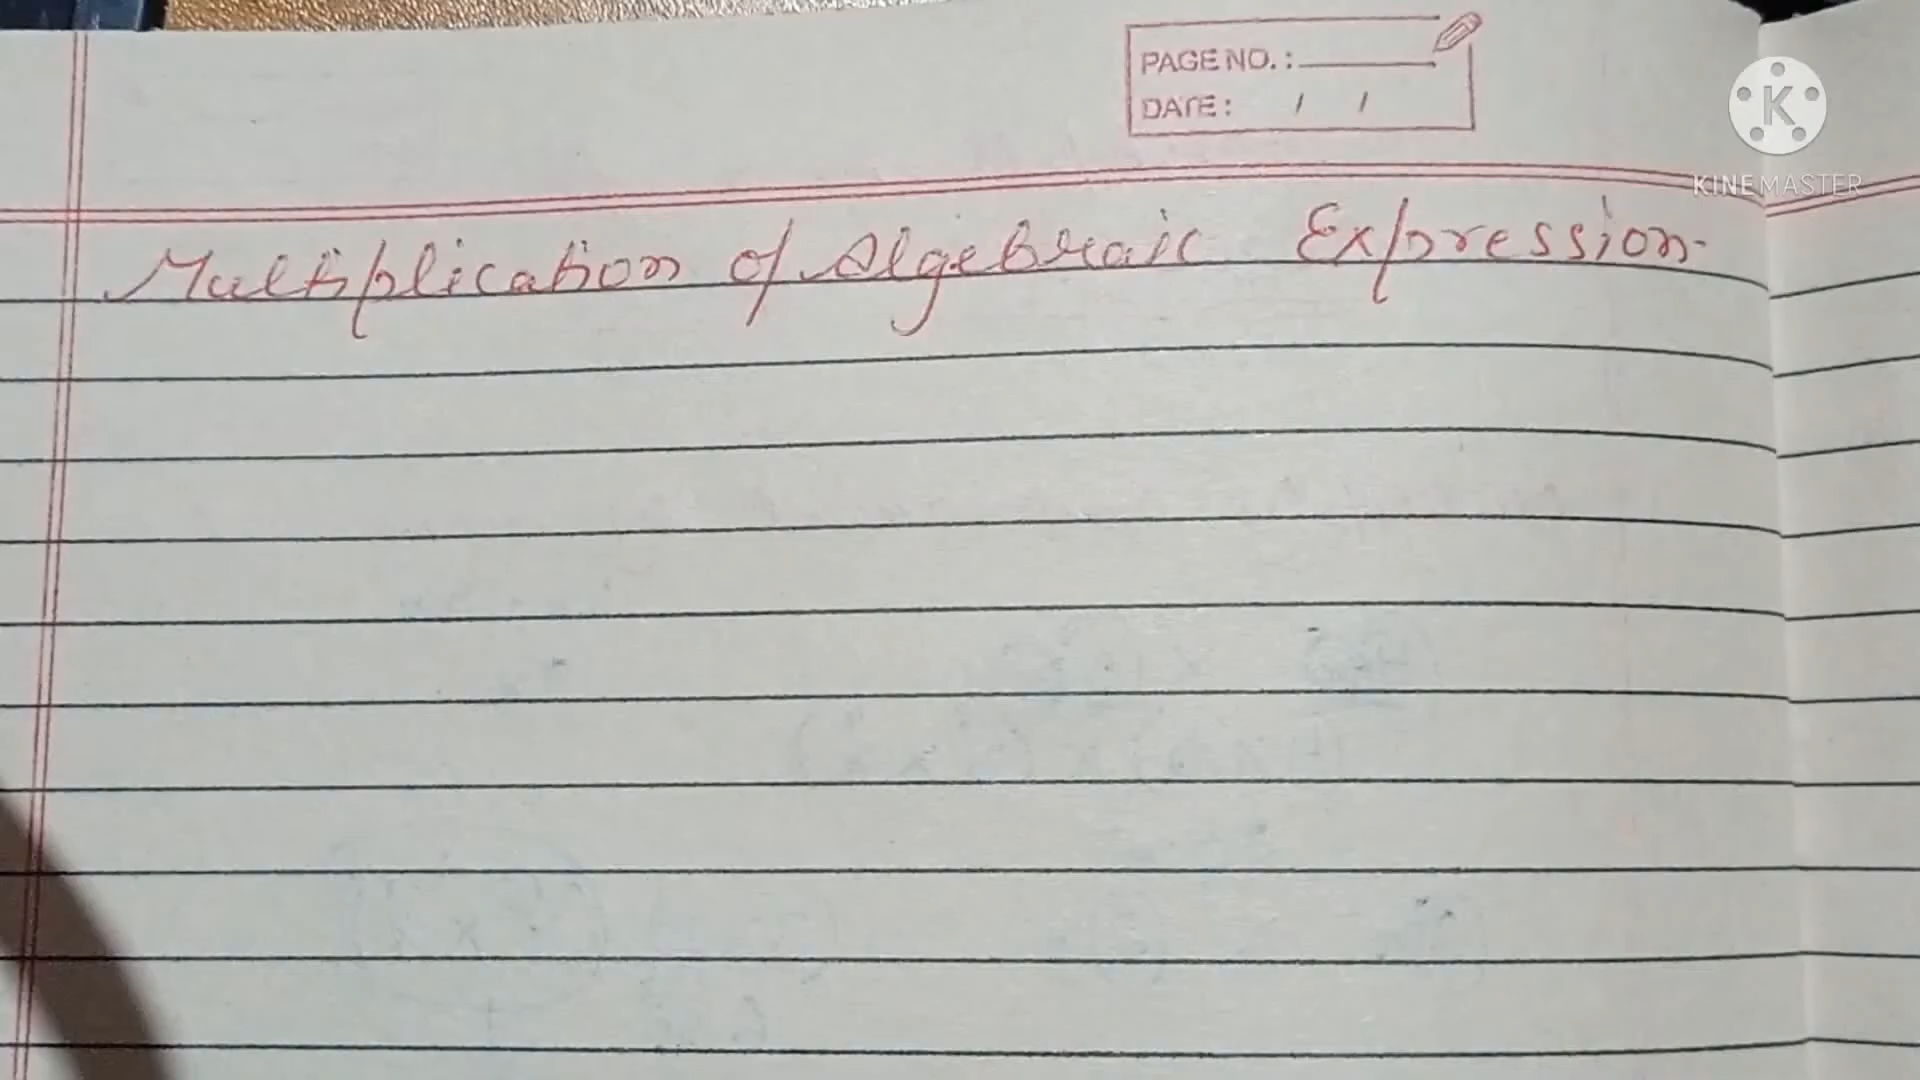 PAGE NO.:
DATE: / /
KINEMASTER
Multiplication of Algebraic Expression.